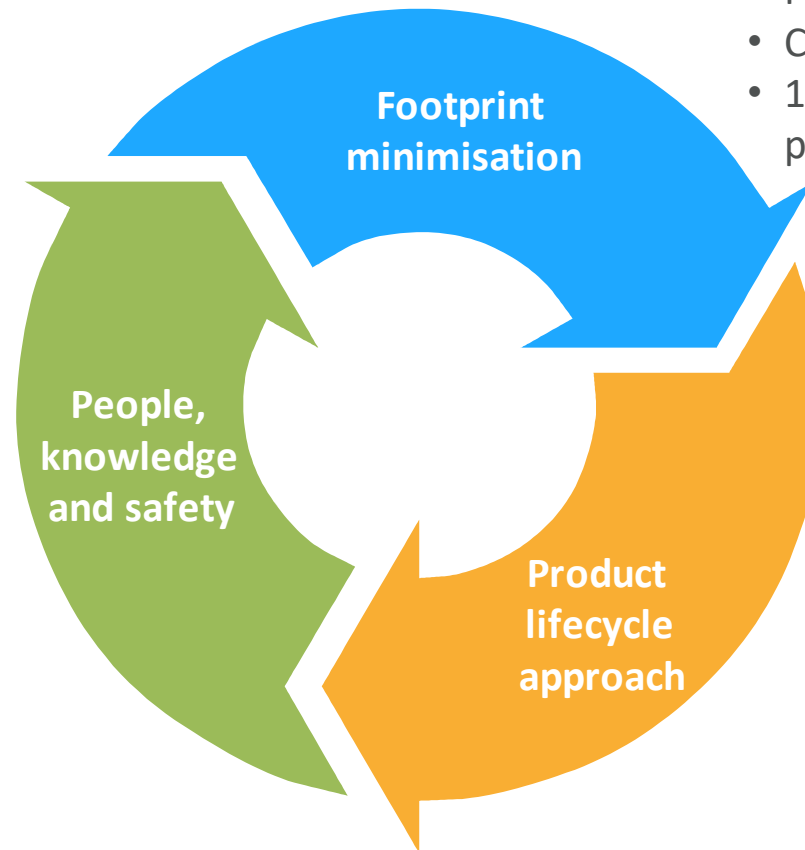 Footprint
minimisation
People,
knowledge
and safety
Product
lifecycle
approach